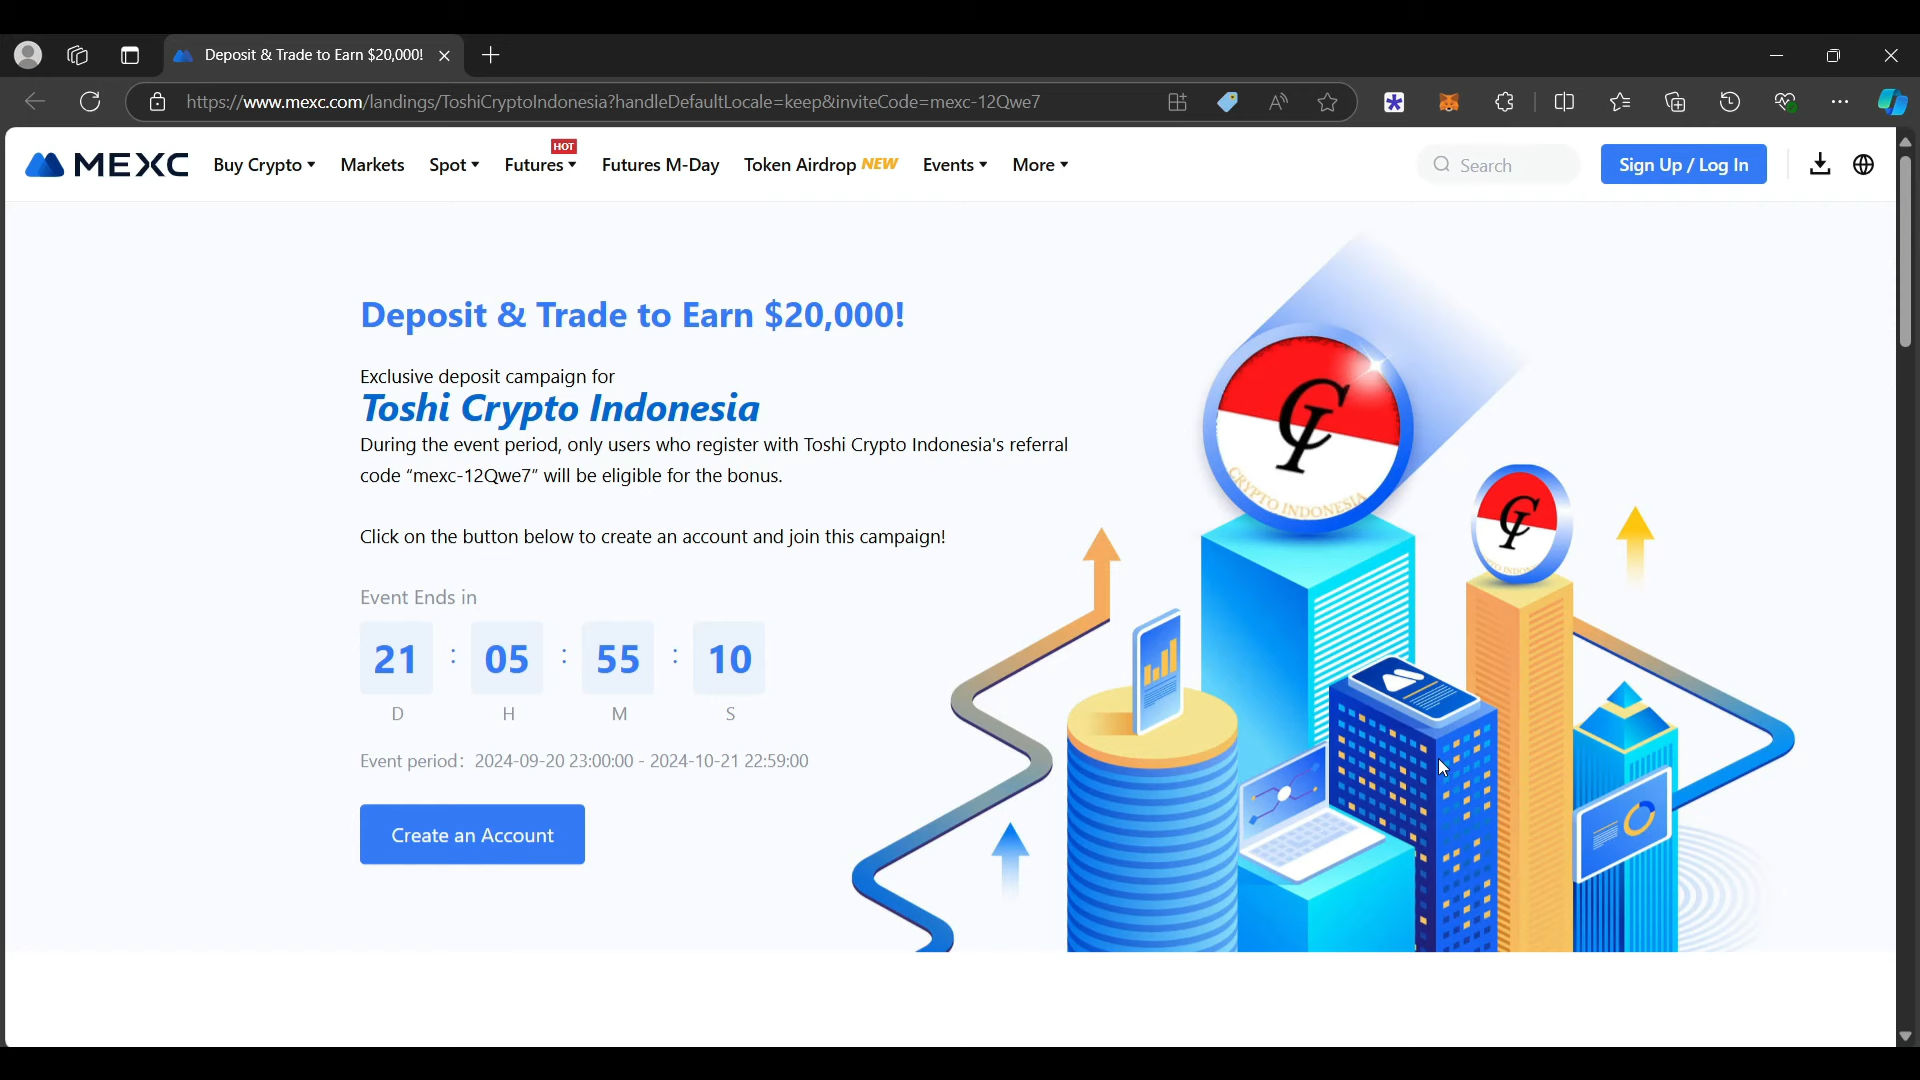 Deposit & Trade to Earn $20,000!
https://www.mexc.com/landings/ToshiCryptoIndonesia?handleDefaultLocale=keep&inviteCode=mexc-12Qwe7
MEXC
Buy Crypto
Markets
Spot
Futures
HOT
Futures M-Day
Token Airdrop NEW
Events
More
Search
Sign Up / Log In
Deposit & Trade to Earn $20,000!
Exclusive deposit campaign for
Toshi Crypto Indonesia
During the event period, only users who register with Toshi Crypto Indonesia's referral
code “mexc-12Qwe7” will be eligible for the bonus.
Click on the button below to create an account and join this campaign!
Event Ends in
21 : 05 : 55 : 10
D H M S
Event period: 2024-09-20 23:00:00 - 2024-10-21 22:59:00
Create an Account
CRYPTO INDONESIA